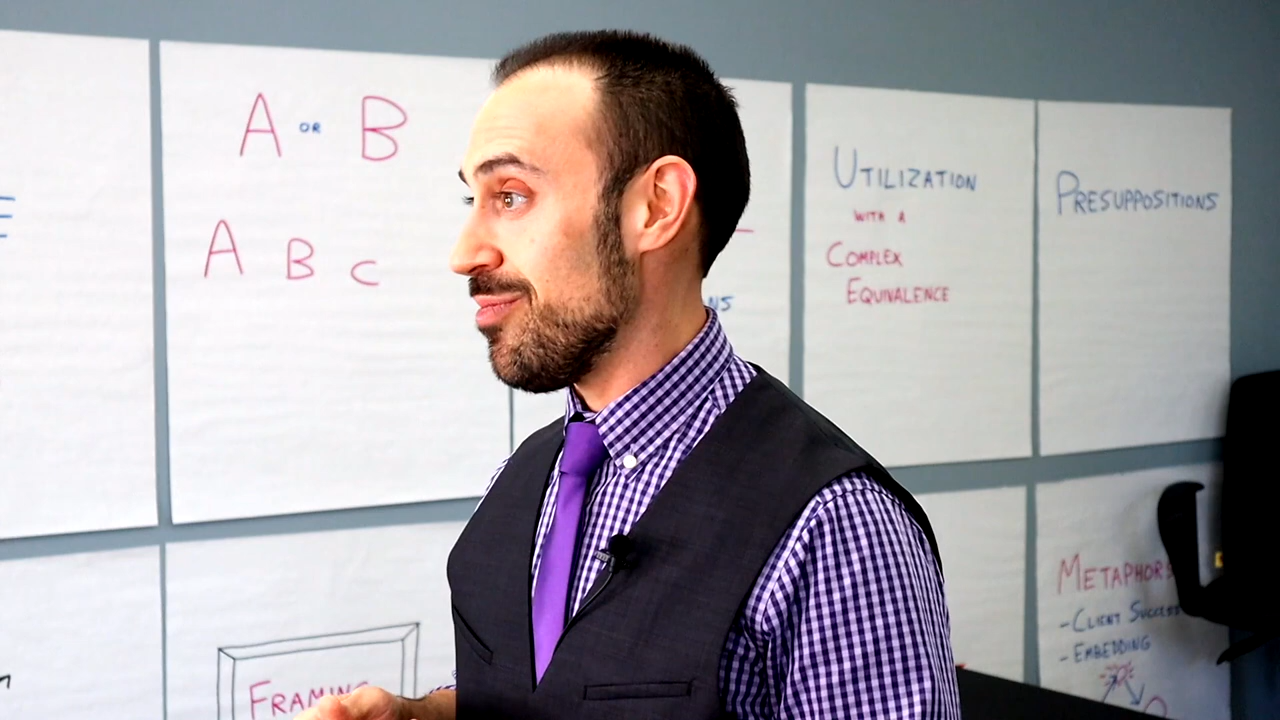 A OR B
A B C
UTILIZATION
WITH A
COMPLEX
EQUIVALENCE
PRESUPPOSITIONS
FRAMING
METAPHORS
- CLIENT SUCCESS
- EMBEDDING